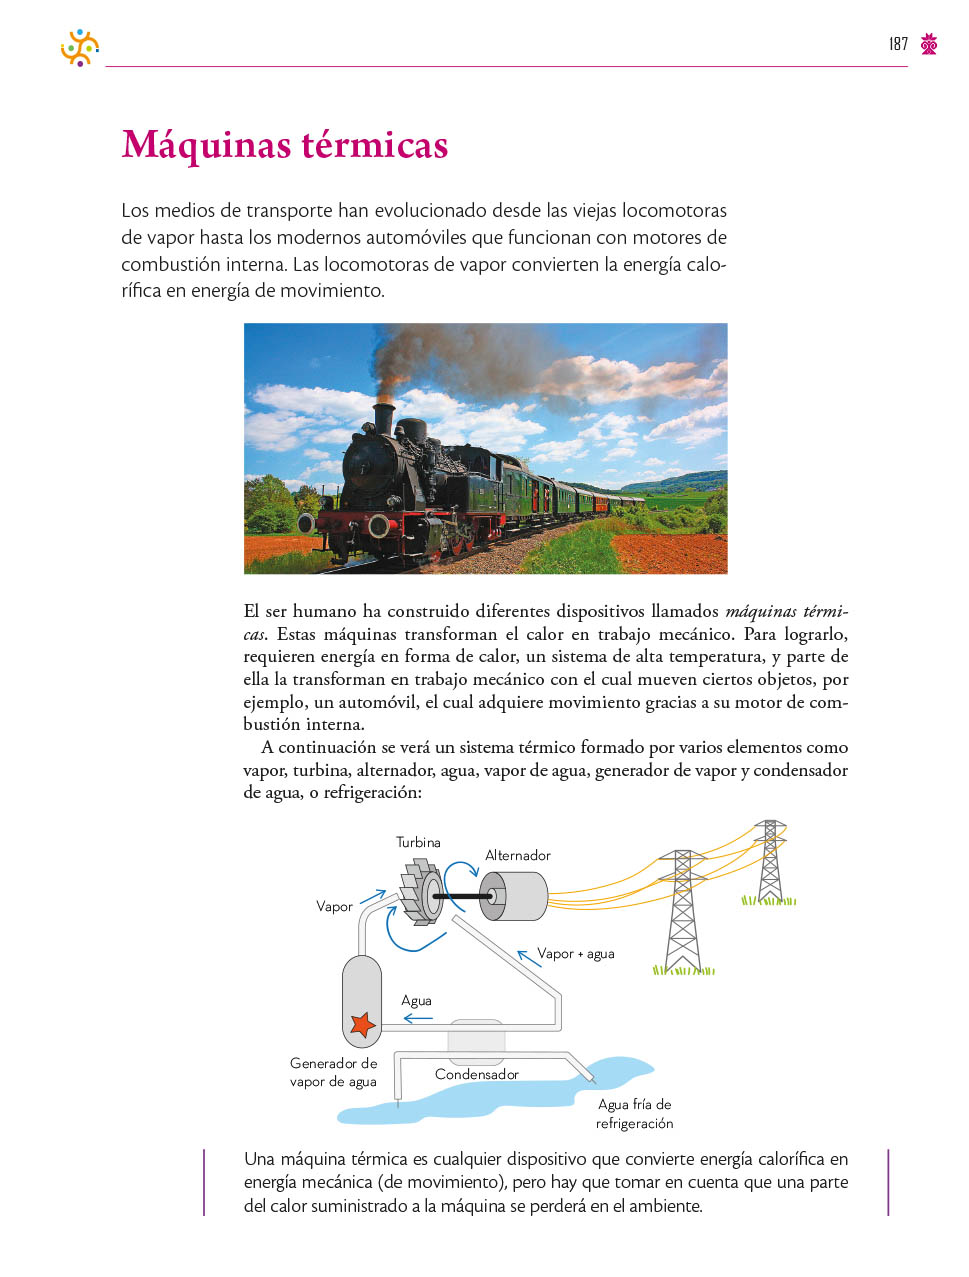 187
Máquinas térmicas
Los medios de transporte han evolucionado desde las viejas locomotoras
de vapor hasta los modernos automóviles que funcionan con motores de
combustión interna. Las locomotoras de vapor convierten la energía calo-
rífica en energía de movimiento.
El ser humano ha construido diferentes dispositivos llamados máquinas térmi-
cas. Estas máquinas transforman el calor en trabajo mecánico. Para lograrlo,
requieren energía en forma de calor, un sistema de alta temperatura, y parte de
ella la transforman en trabajo mecánico con el cual mueven ciertos objetos, por
ejemplo, un automóvil, el cual adquiere movimiento gracias a su motor de com-
bustión interna.
A continuación se verá un sistema térmico formado por varios elementos como
vapor, turbina, alternador, agua, vapor de agua, generador de vapor y condensador
de agua, o refrigeración:
Turbina
Alternador
Vapor
Vapor + agua
Agua
Generador de
vapor de agua
Condensador
Agua fría de
refrigeración
Una máquina térmica es cualquier dispositivo que convierte energía calorífica en
energía mecánica (de movimiento), pero hay que tomar en cuenta que una parte
del calor suministrado a la máquina se perderá en el ambiente.